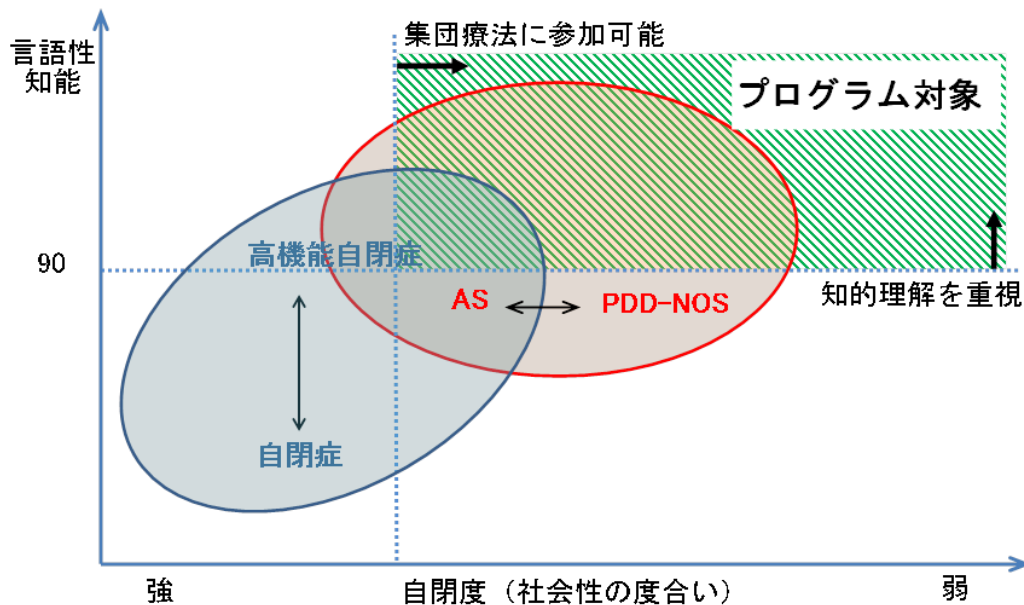 集団療法に参加可能
言語性
知能
プログラム対象
高機能自閉症
90
AS
PDD-NOS
知的理解を重視
自閉症
強
自閉度（社会性の度合い）
弱